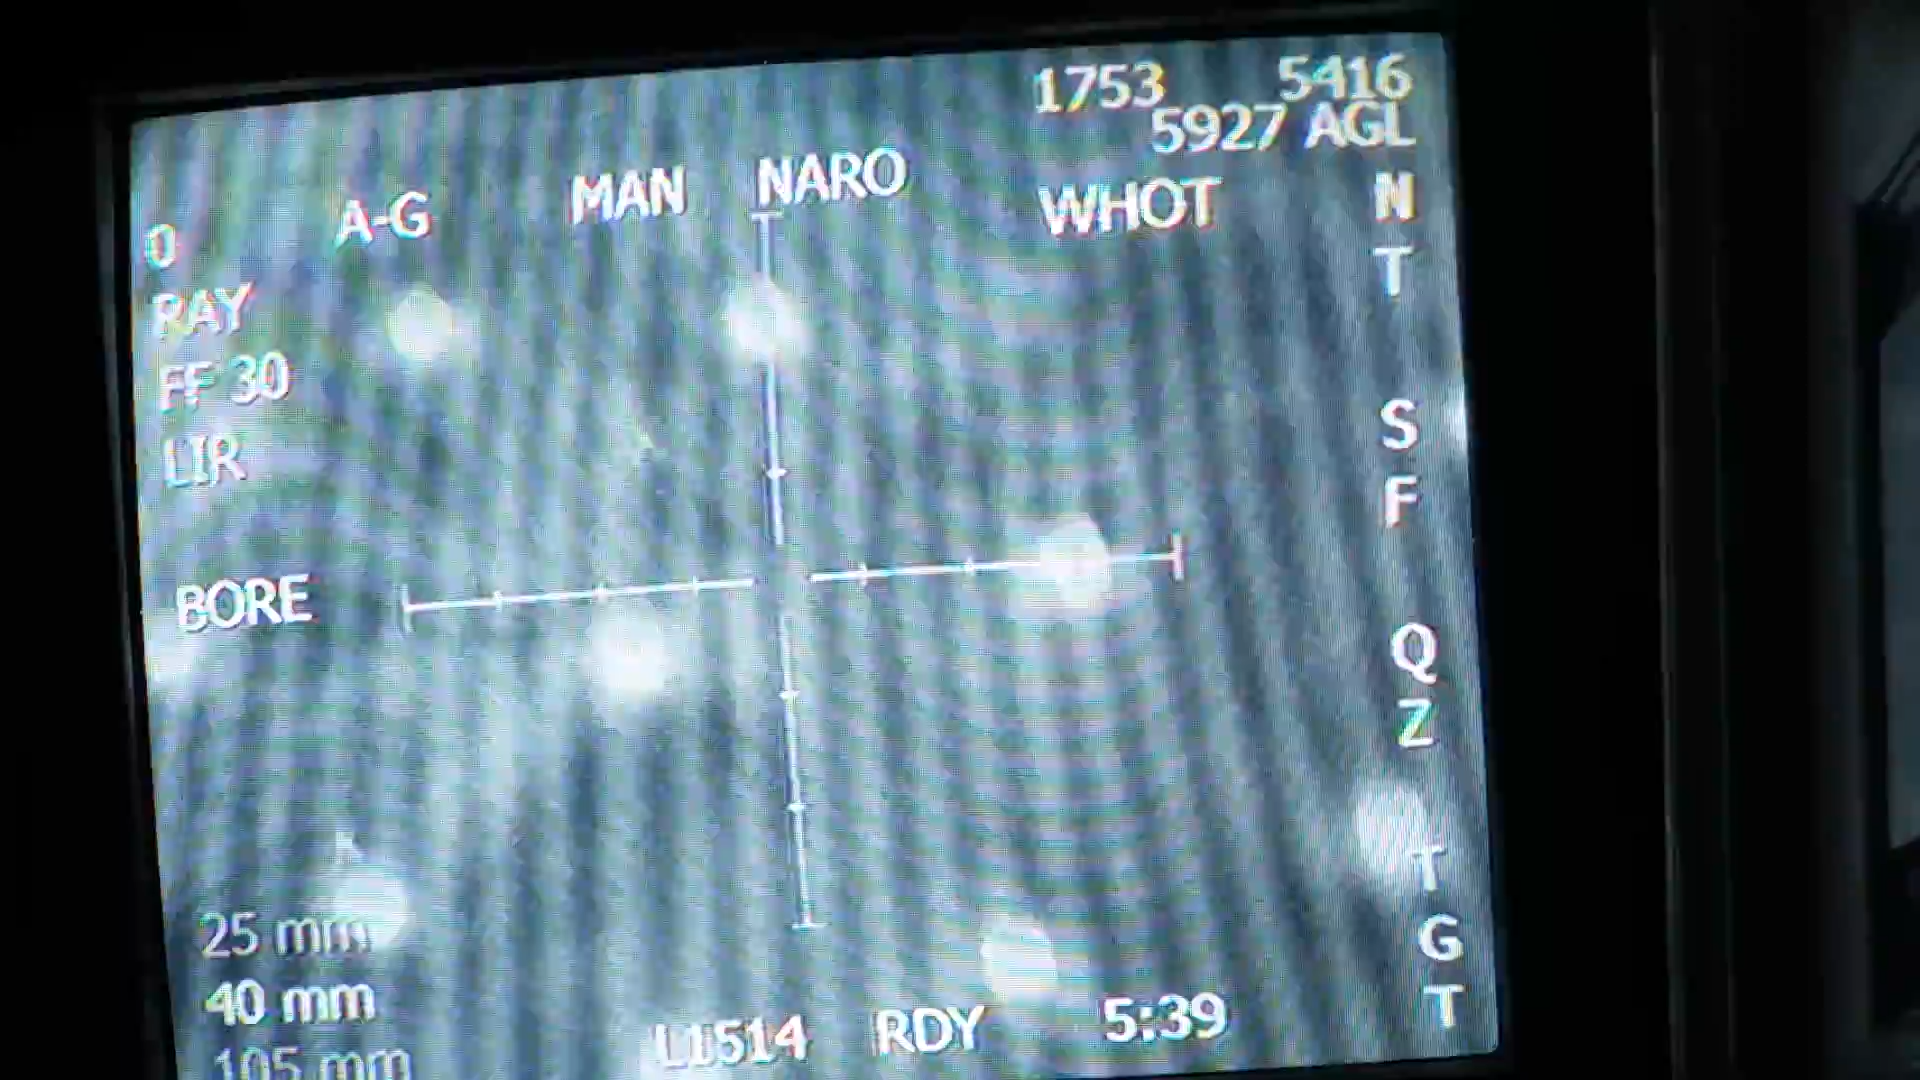 1753 5416
5927 AGL
0 A-G MAN NARO WHOT N
RAY T
FF 30
LIR S
F
BORE Q
Z
T
25 mm G
40 mm T
105 mm L1514 RDY 5:39